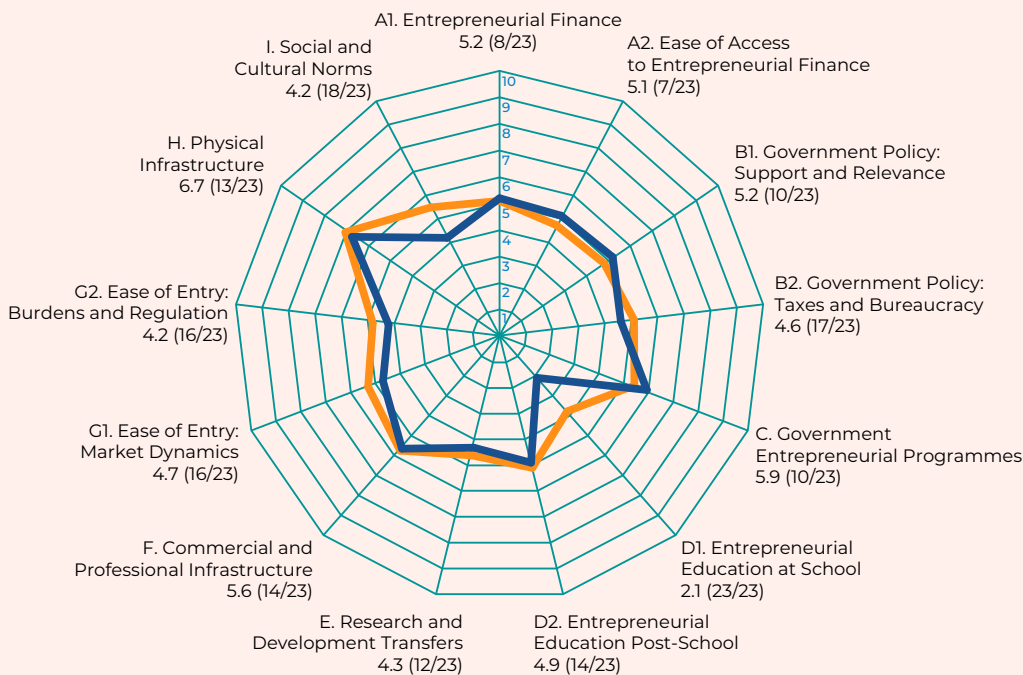 A1. Entrepreneurial Finance
5.2 (8/23)
A2. Ease of Access
to Entrepreneurial Finance
5.1 (7/23)
B1. Government Policy:
Support and Relevance
5.2 (10/23)
B2. Government Policy:
Taxes and Bureaucracy
4.6 (17/23)
C. Government
Entrepreneurial Programmes
5.9 (10/23)
D1. Entrepreneurial
Education at School
2.1 (23/23)
D2. Entrepreneurial
Education Post-School
4.9 (14/23)
E. Research and
Development Transfers
4.3 (12/23)
F. Commercial and
Professional Infrastructure
5.6 (14/23)
G1. Ease of Entry:
Market Dynamics
4.7 (16/23)
G2. Ease of Entry:
Burdens and Regulation
4.2 (16/23)
H. Physical
Infrastructure
6.7 (13/23)
I. Social and
Cultural Norms
4.2 (18/23)
10
9
8
7
6
5
4
3
2
1